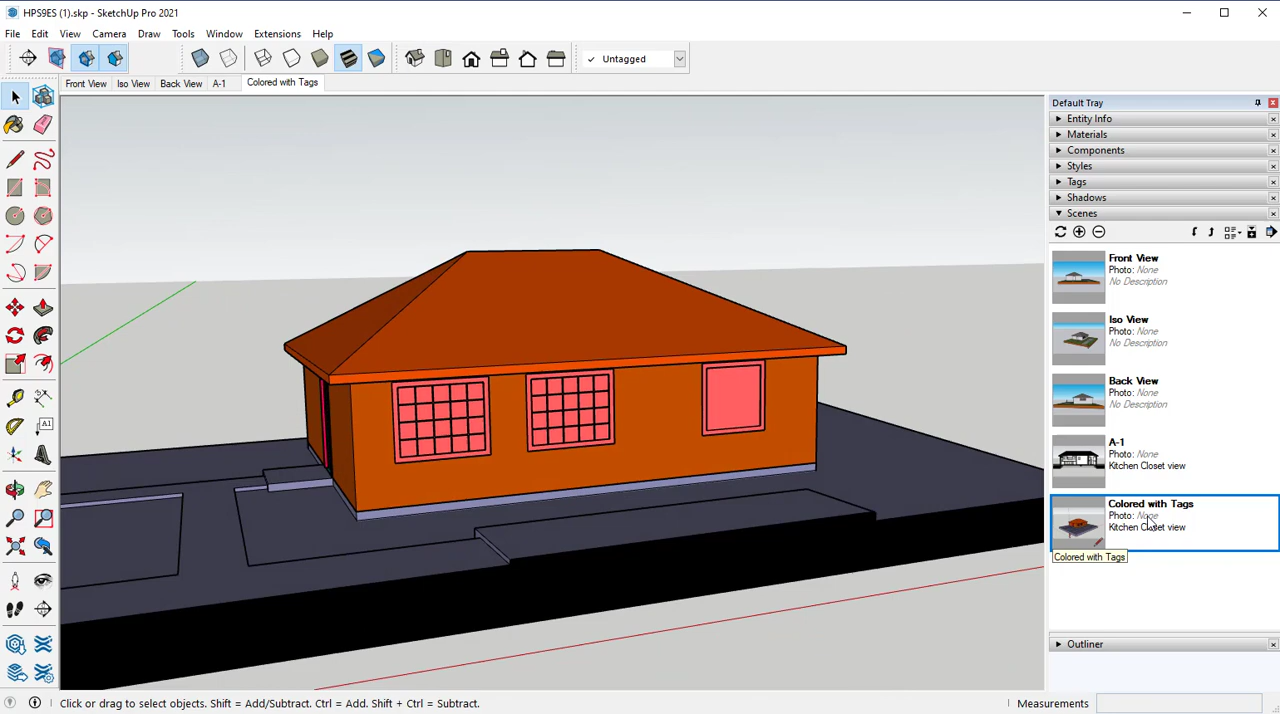 HPS9ES (1).skp - SketchUp Pro 2021
File Edit View Camera Draw Tools Window Extensions Help
Untagged
Front View Iso View Back View A-1 Colored with Tags
Default Tray
Entity Info
Materials
Components
Styles
Tags
Shadows
Scenes
Front View
Photo: None
No Description
Iso View
Photo: None
No Description
Back View
Photo: None
No Description
A-1
Photo: None
Kitchen Closet view
Colored with Tags
Photo: None
Kitchen Closet view
Colored with Tags
A1
Outliner
Click or drag to select objects. Shift = Add/Subtract. Ctrl = Add. Shift + Ctrl = Subtract.
Measurements